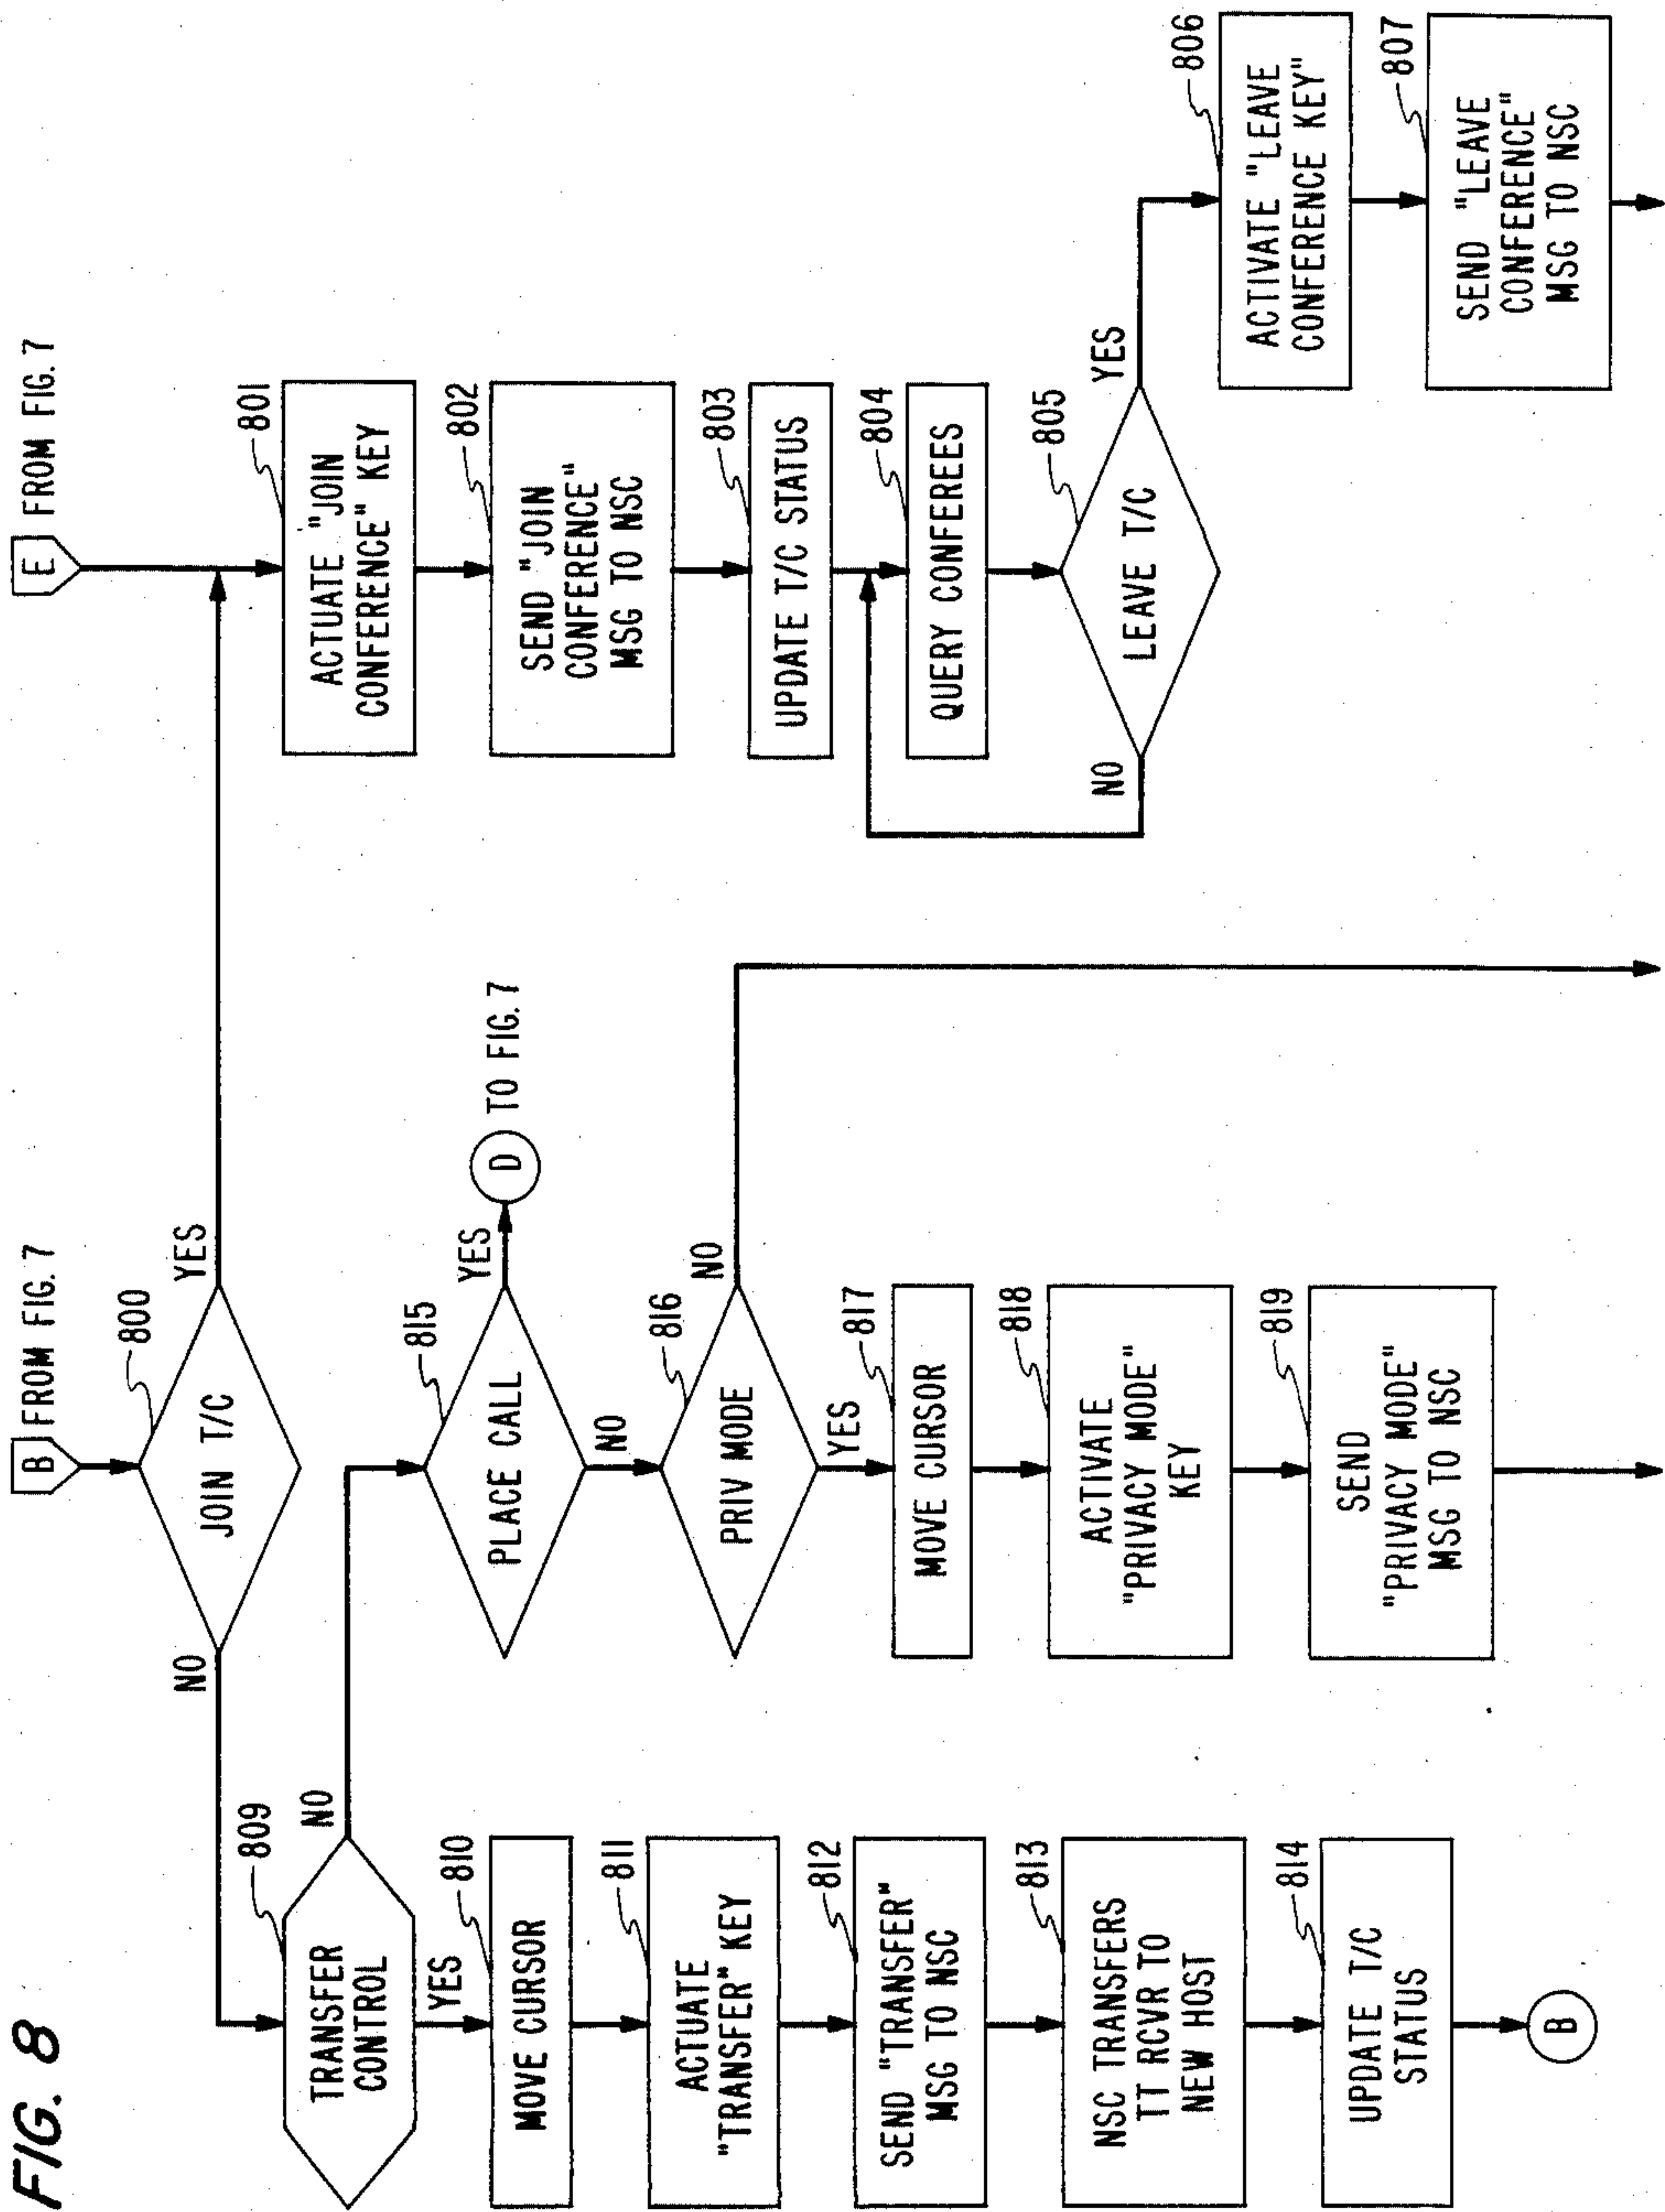 FIG. 8
B FROM FIG. 7
E FROM FIG. 7
800
JOIN T/C
NO
YES
809
TRANSFER
CONTROL
NO
YES
810
MOVE CURSOR
811
ACTUATE
"TRANSFER" KEY
812
SEND "TRANSFER"
MSG TO NSC
813
NSC TRANSFERS
TT RCVR TO
NEW HOST
814
UPDATE T/C
STATUS
B
815
PLACE CALL
YES
D TO FIG. 7
NO
816
PRIV MODE
NO
YES
817
MOVE CURSOR
818
ACTIVATE
"PRIVACY MODE"
KEY
819
SEND
"PRIVACY MODE"
MSG TO NSC
801
ACTUATE "JOIN
CONFERENCE" KEY
802
SEND "JOIN
CONFERENCE"
MSG TO NSC
803
UPDATE T/C STATUS
804
QUERY CONFEREES
805
LEAVE T/C
NO
YES
806
ACTIVATE "LEAVE
CONFERENCE KEY"
807
SEND "LEAVE
CONFERENCE"
MSG TO NSC